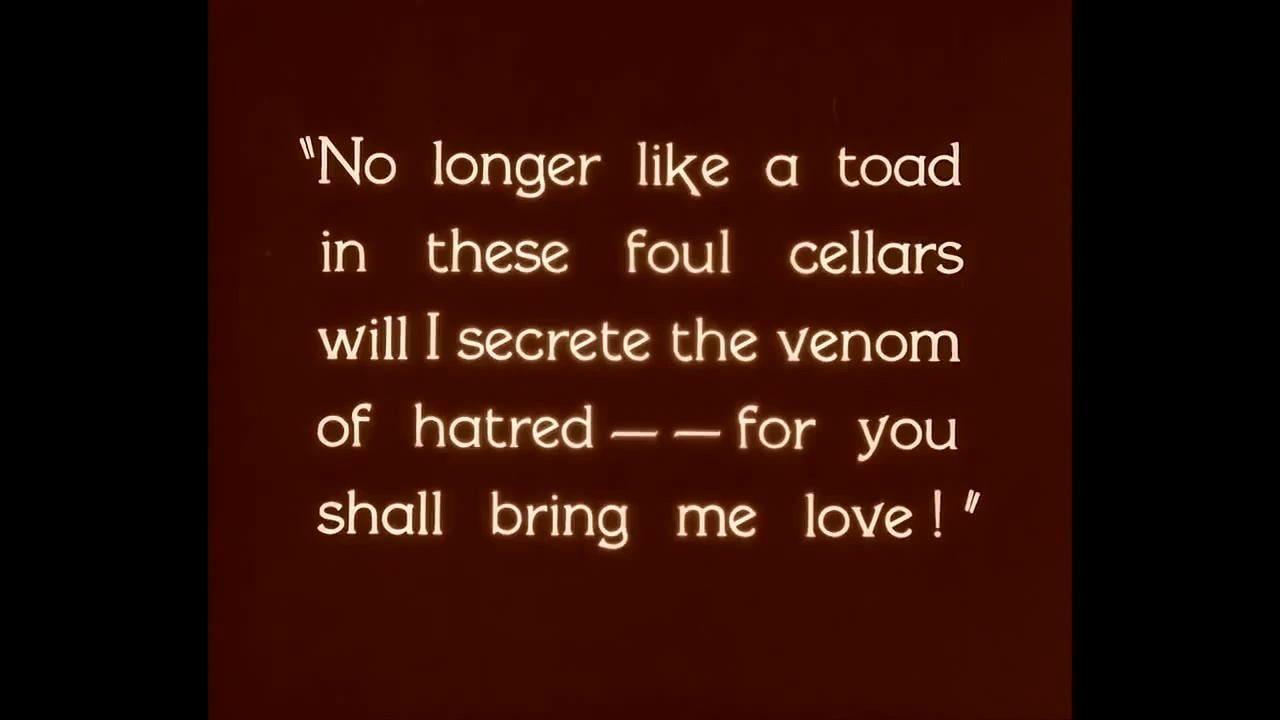 "No longer like a toad
in these foul cellars
will I secrete the venom
of hatred — — for you
shall bring me love!"